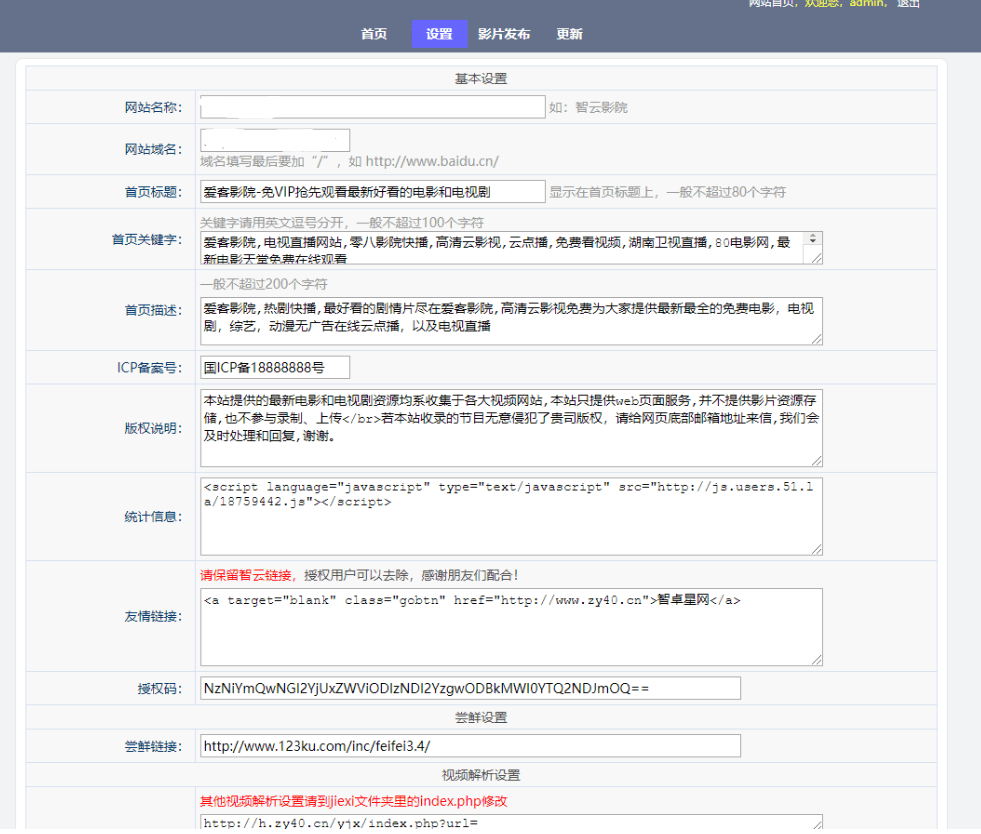 网站首页，欢迎您，admin， 退出
首页 设置 影片发布 更新
基本设置
网站名称： 如：智云影院
网站域名：
域名填写最后要加“/”，如 http://www.baidu.cn/
首页标题： 爱客影院-免VIP抢先观看最新好看的电影和电视剧 显示在首页标题上，一般不超过80个字符
关键字请用英文逗号分开，一般不超过100个字符
首页关键字： 爱客影院,电视直播网站,零八影院快播,高清云影视,云点播,免费看视频,湖南卫视直播,80电影网,最
新电影天堂免费在线观看
一般不超过200个字符
首页描述： 爱客影院,热剧快播,最好看的剧情片尽在爱客影院,高清云影视免费为大家提供最新最全的免费电影，电视
剧，综艺，动漫无广告在线云点播，以及电视直播
ICP备案号： 国ICP备18888888号
版权说明： 本站提供的最新电影和电视剧资源均系收集于各大视频网站,本站只提供web页面服务,并不提供影片资源存
储,也不参与录制、上传</br>若本站收录的节目无意侵犯了贵司版权，请给网页底部邮箱地址来信,我们会
及时处理和回复,谢谢。
统计信息： <script language="javascript" type="text/javascript" src="http://js.users.51.l
a/18759442.js"></script>
请保留智云链接，授权用户可以去除，感谢朋友们配合！
友情链接： <a target="blank" class="gobtn" href="http://www.zy40.cn">智卓星网</a>
授权码： NzNiYmQwNGI2YjUxZWViODIzNDI2YzgwODBkMWI0YTQ2NDJmOQ==
尝鲜设置
尝鲜链接： http://www.123ku.com/inc/feifei3.4/
视频解析设置
其他视频解析设置请到jiexi文件夹里的index.php修改
http://h.zy40.cn/yjx/index.php?url=